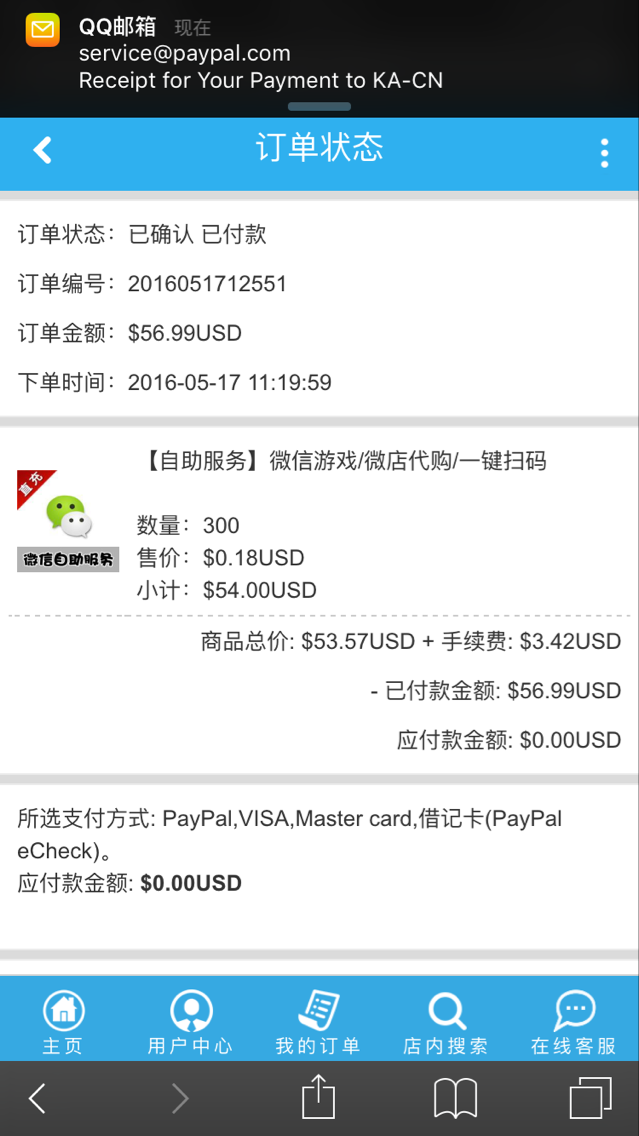 QQ邮箱 现在
service@paypal.com
Receipt for Your Payment to KA-CN
订单状态
订单状态：已确认 已付款
订单编号：2016051712551
订单金额：$56.99USD
下单时间：2016-05-17 11:19:59
【自助服务】微信游戏/微店代购/一键扫码
直充
微信自助服务
数量：300
售价：$0.18USD
小计：$54.00USD
商品总价: $53.57USD + 手续费: $3.42USD
- 已付款金额: $56.99USD
应付款金额: $0.00USD
所选支付方式: PayPal,VISA,Master card,借记卡(PayPal
eCheck)。
应付款金额: $0.00USD
主页 用户中心 我的订单 店内搜索 在线客服